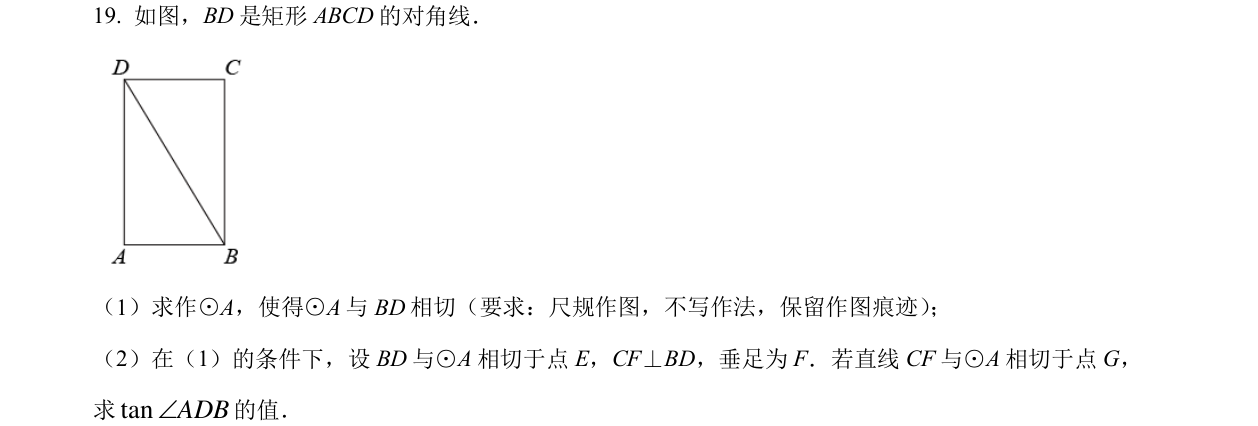 19. 如图，BD 是矩形 ABCD 的对角线．
D C
A B
（1）求作⊙A，使得⊙A 与 BD 相切（要求：尺规作图，不写作法，保留作图痕迹）；
（2）在（1）的条件下，设 BD 与⊙A 相切于点 E，CF⊥BD，垂足为 F．若直线 CF 与⊙A 相切于点 G，
求 tan∠ADB 的值．